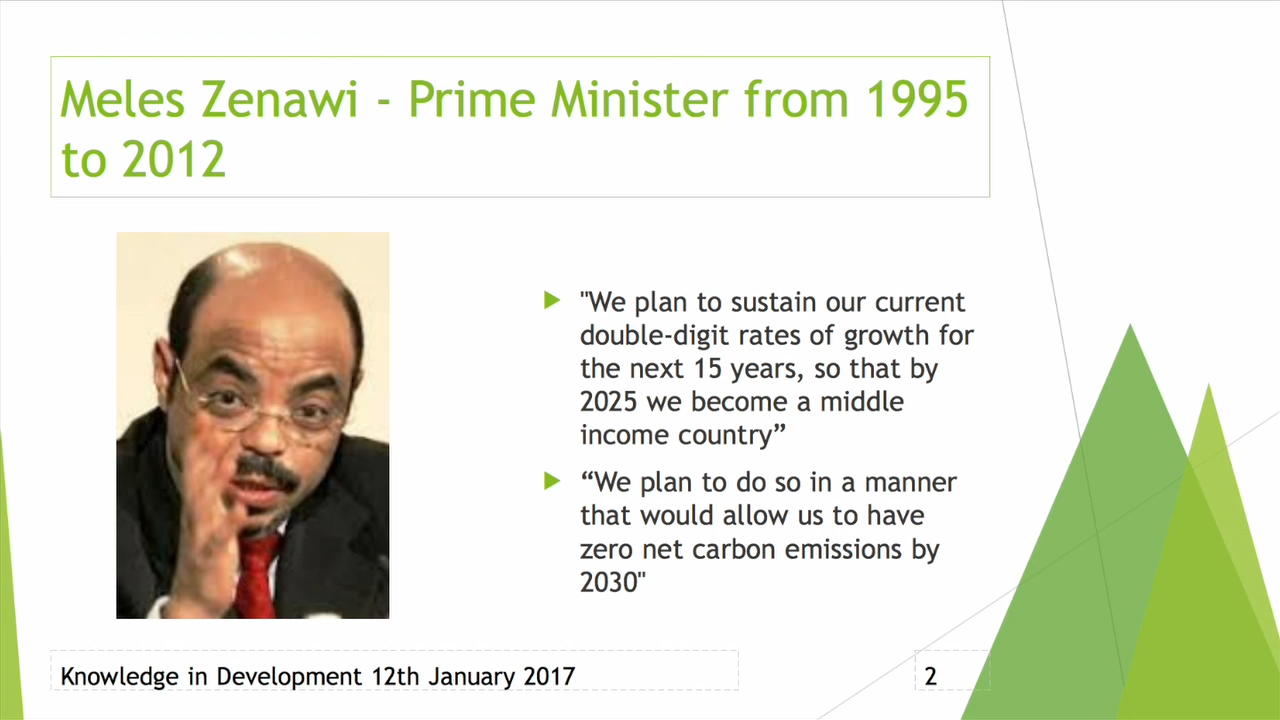 Meles Zenawi - Prime Minister from 1995
to 2012
"We plan to sustain our current
double-digit rates of growth for
the next 15 years, so that by
2025 we become a middle
income country”
“We plan to do so in a manner
that would allow us to have
zero net carbon emissions by
2030"
Knowledge in Development 12th January 2017
2